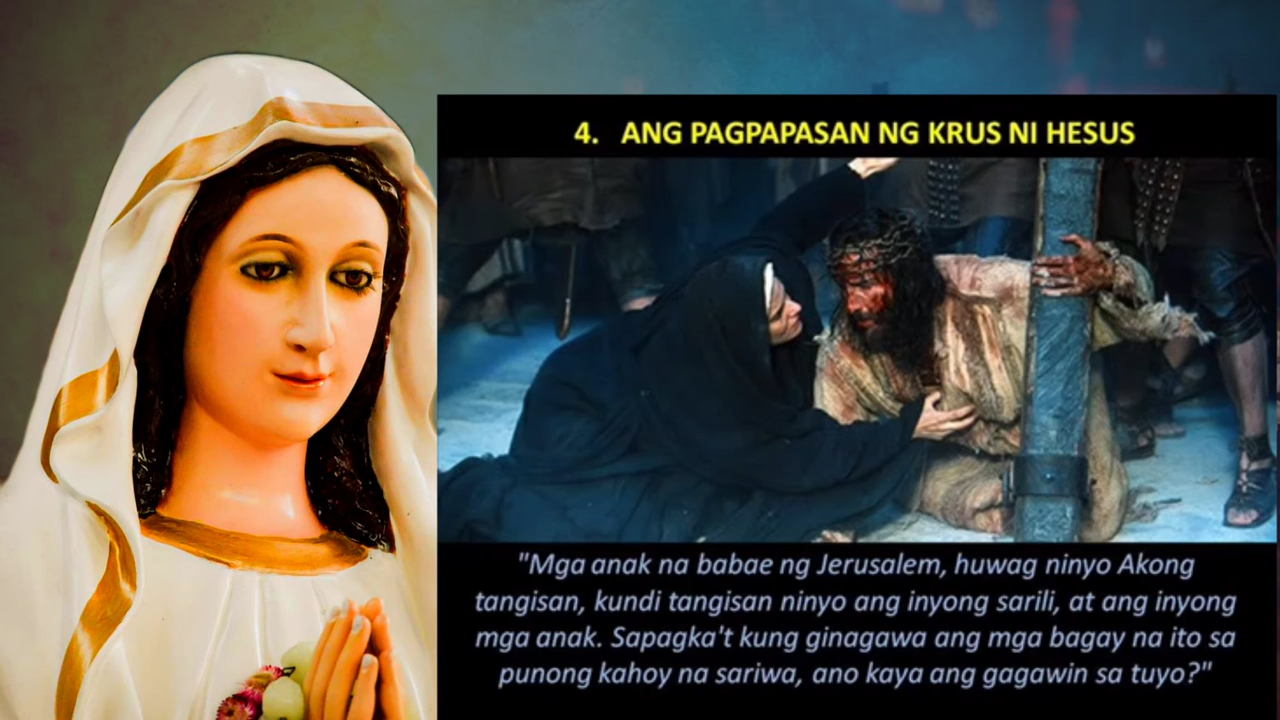 4. ANG PAGPAPASAN NG KRUS NI HESUS
"Mga anak na babae ng Jerusalem, huwag ninyo Akong
tangisan, kundi tangisan ninyo ang inyong sarili, at ang inyong
mga anak. Sapagka't kung ginagawa ang mga bagay na ito sa
punong kahoy na sariwa, ano kaya ang gagawin sa tuyo?"